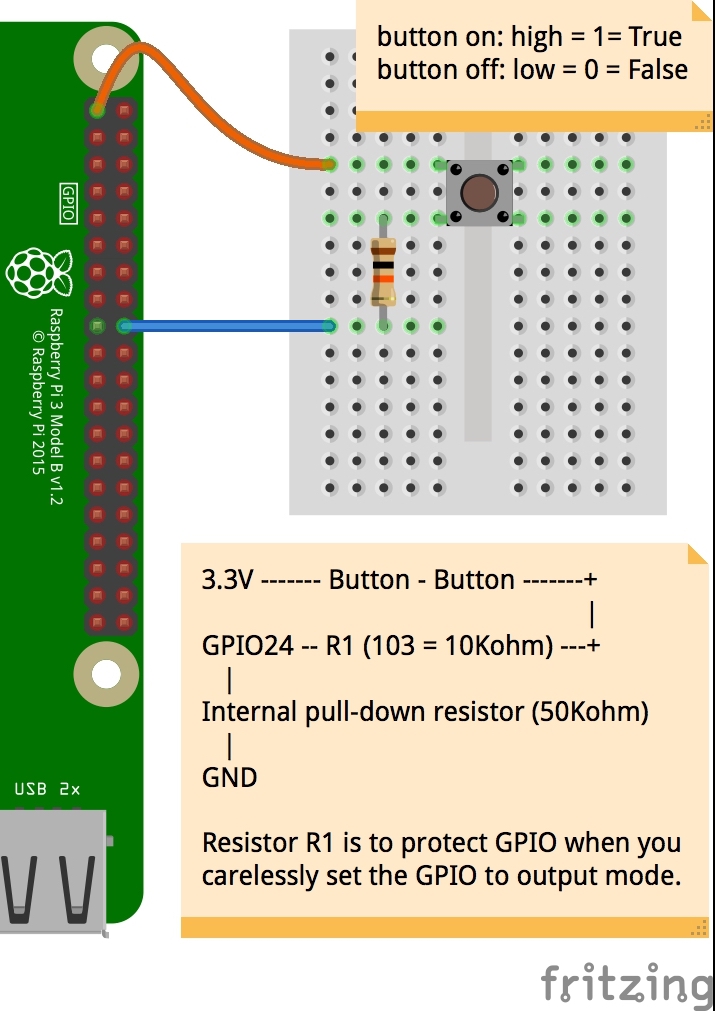 button on: high = 1= True
button off: low = 0 = False
GPIO
Raspberry Pi 3 Model B v1.2
© Raspberry Pi 2015
3.3V ------- Button - Button -------+
|
GPIO24 -- R1 (103 = 10Kohm) ---+
|
Internal pull-down resistor (50Kohm)
|
GND
USB 2x
Resistor R1 is to protect GPIO when you
carelessly set the GPIO to output mode.
fritzing